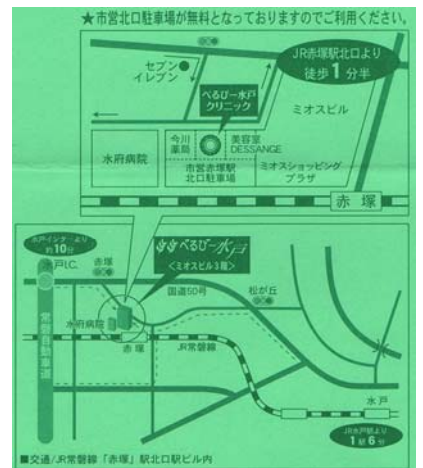 ★市営北口駐車場が無料となっておりますのでご利用ください。
セブン
イレブン
JR赤塚駅北口より
徒歩1分半
べるびー水戸
クリニック
ミオスビル
今川
薬局
美容室
DESSANGE
水府病院
市営赤塚駅
北口駐車場
ミオスショッピング
プラザ
赤塚
水戸インターより
約10分
水戸I.C.
赤塚
べるびー水戸
<ミオスビル3階>
国道50号
松が丘
水府病院
常磐自動車道
赤塚
JR常磐線
水戸
JR水戸駅より
1駅6分
■交通/JR常磐線「赤塚」駅北口駅ビル内